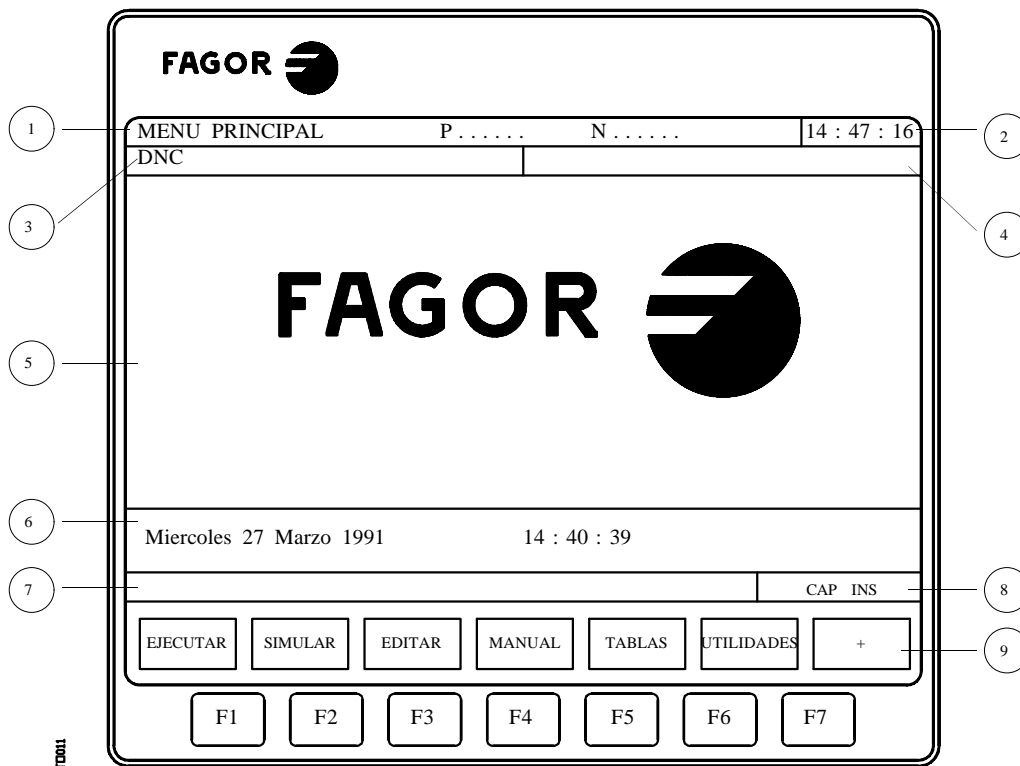 FAGOR
1
MENU PRINCIPAL P . . . . . . N . . . . . . 14 : 47 : 16
2
DNC
3
4
FAGOR
5
6
Miercoles 27 Marzo 1991 14 : 40 : 39
7
CAP INS
8
EJECUTAR SIMULAR EDITAR MANUAL TABLAS UTILIDADES +
9
F1 F2 F3 F4 F5 F6 F7